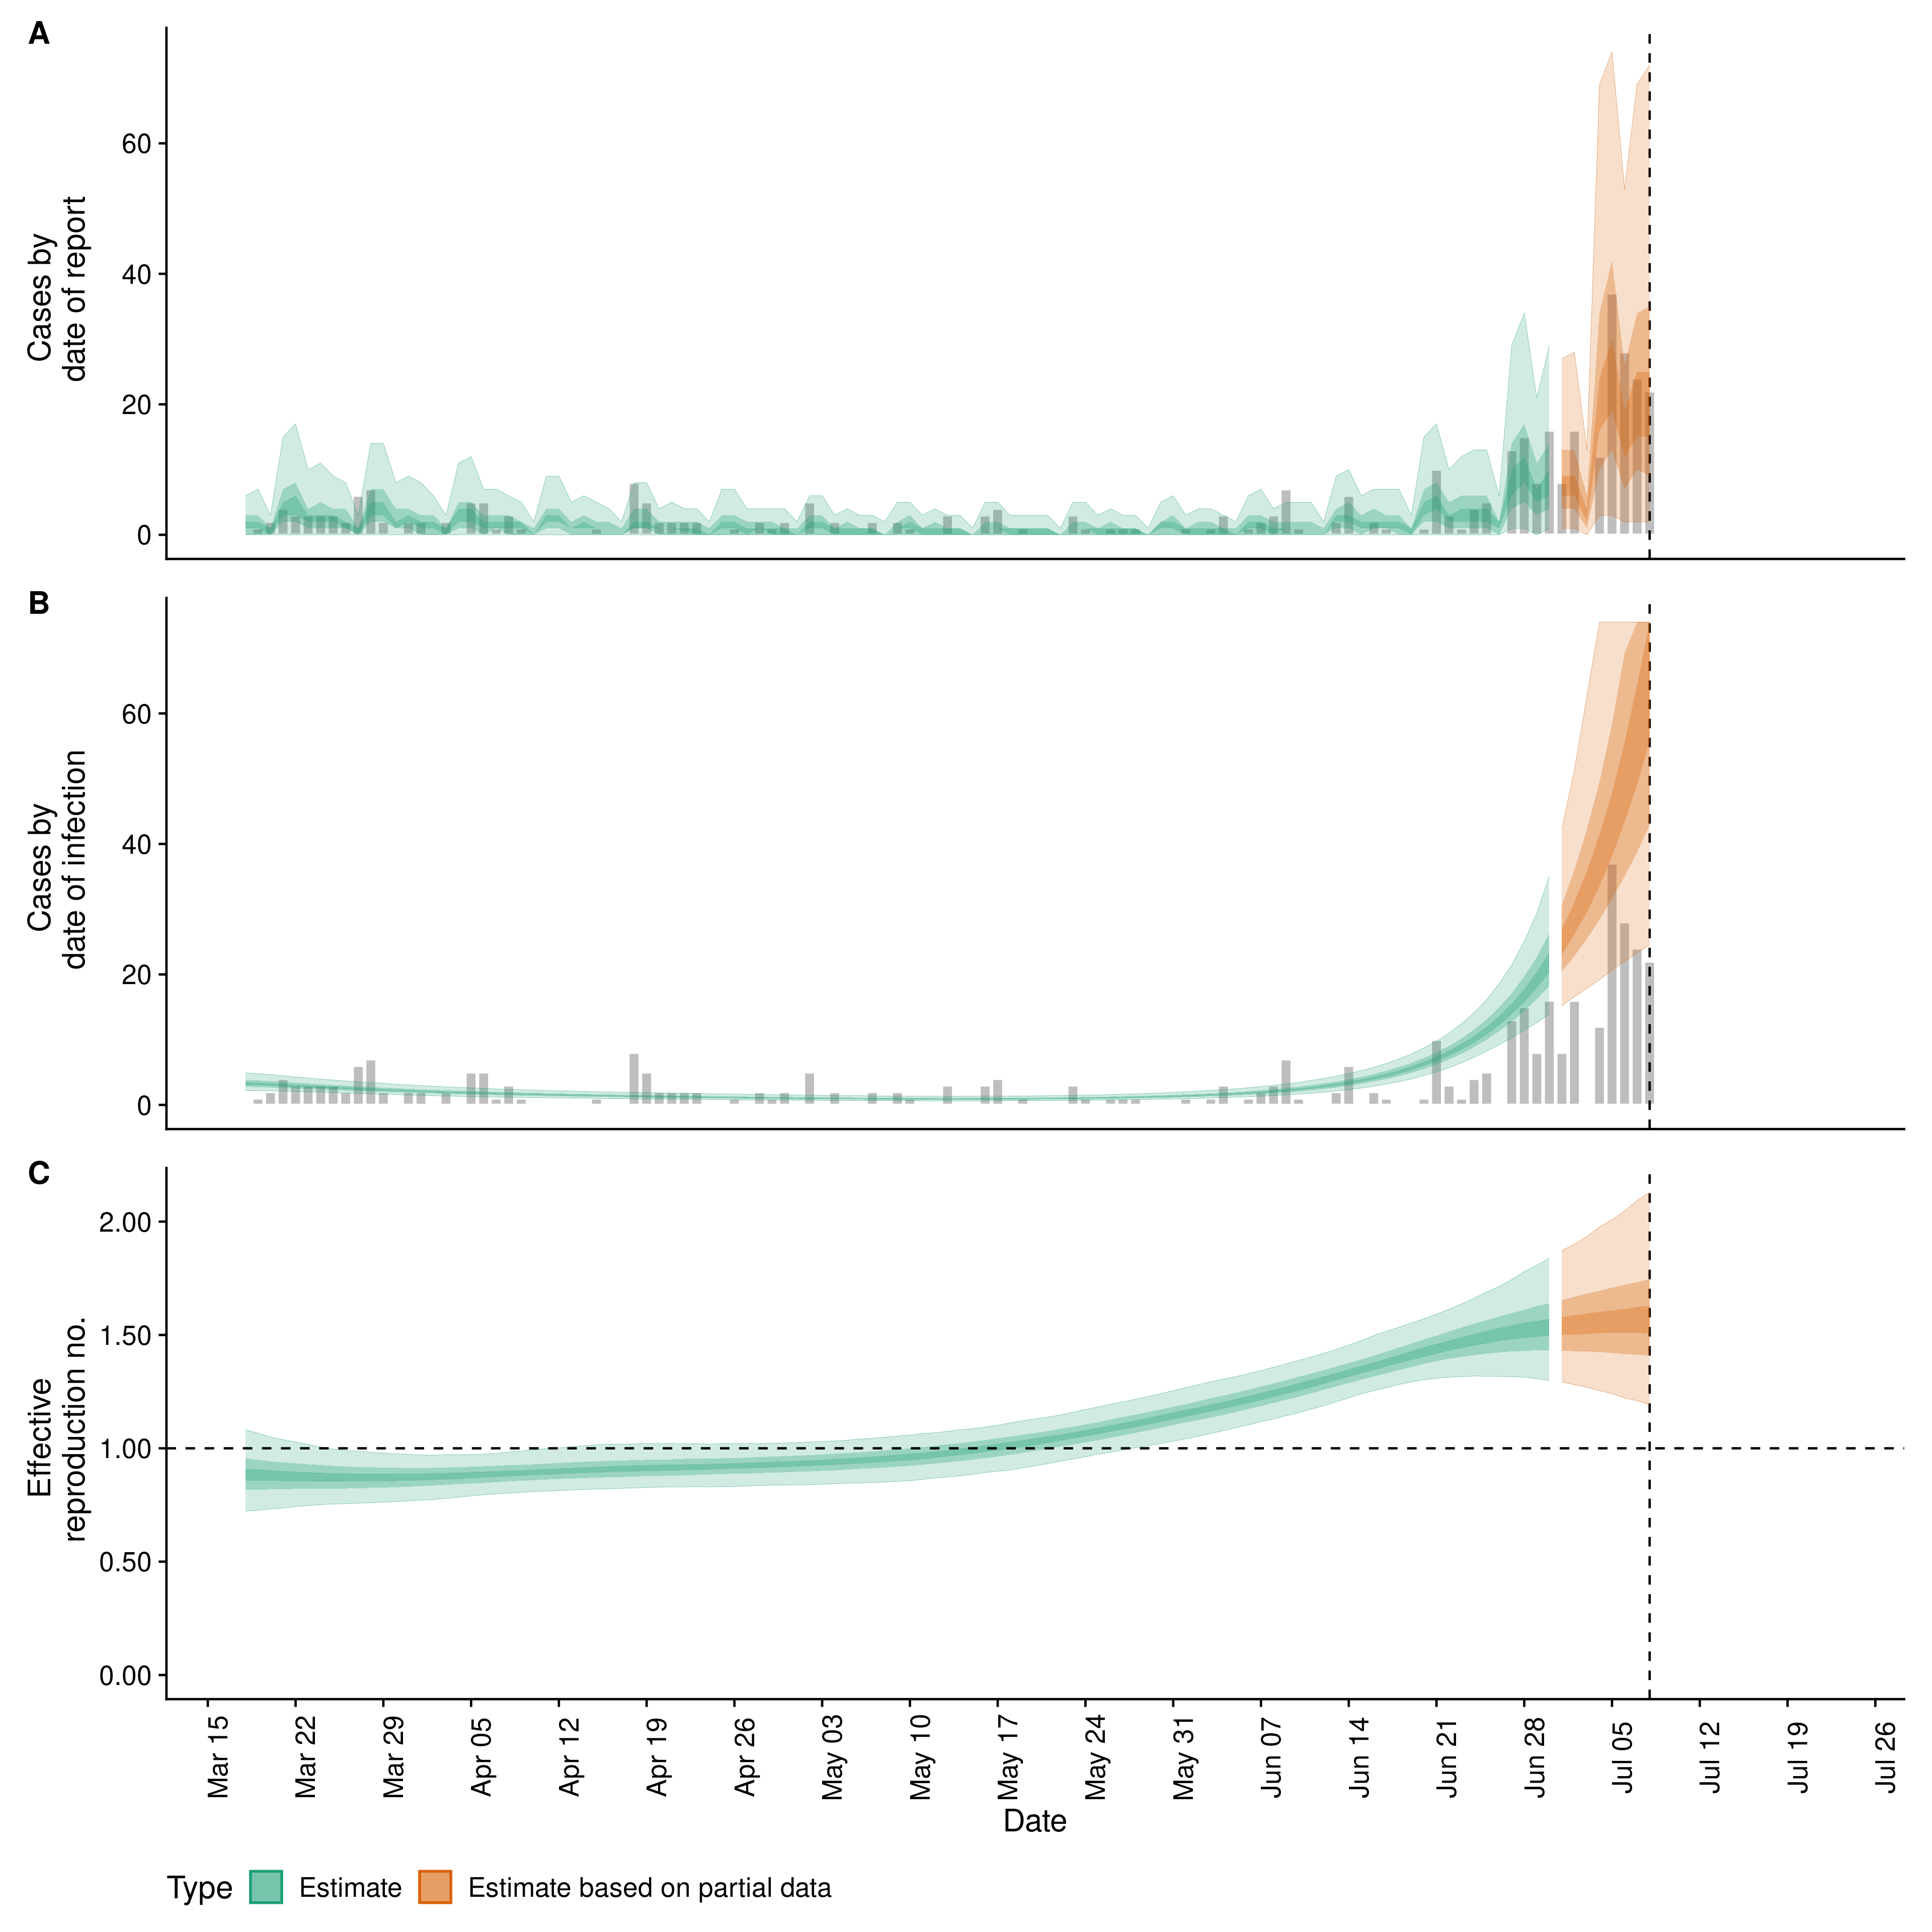 A
Cases by
date of report
60
40
20
0
B
Cases by
date of infection
60
40
20
0
C
Effective
reproduction no.
2.00
1.50
1.00
0.50
0.00
Mar 15
Mar 22
Mar 29
Apr 05
Apr 12
Apr 19
Apr 26
May 03
May 10
May 17
May 24
May 31
Jun 07
Jun 14
Jun 21
Jun 28
Jul 05
Jul 12
Jul 19
Jul 26
Date
Type Estimate Estimate based on partial data